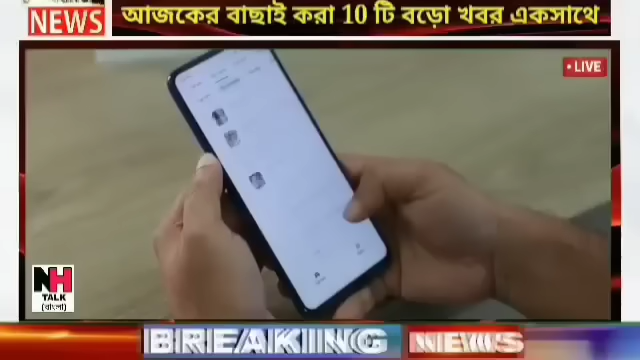 NEWS
আজকের বাছাই করা 10 টি বড়ো খবর একসাথে
• LIVE
NH
TALK
(বাংলা)
BREAKING NEWS